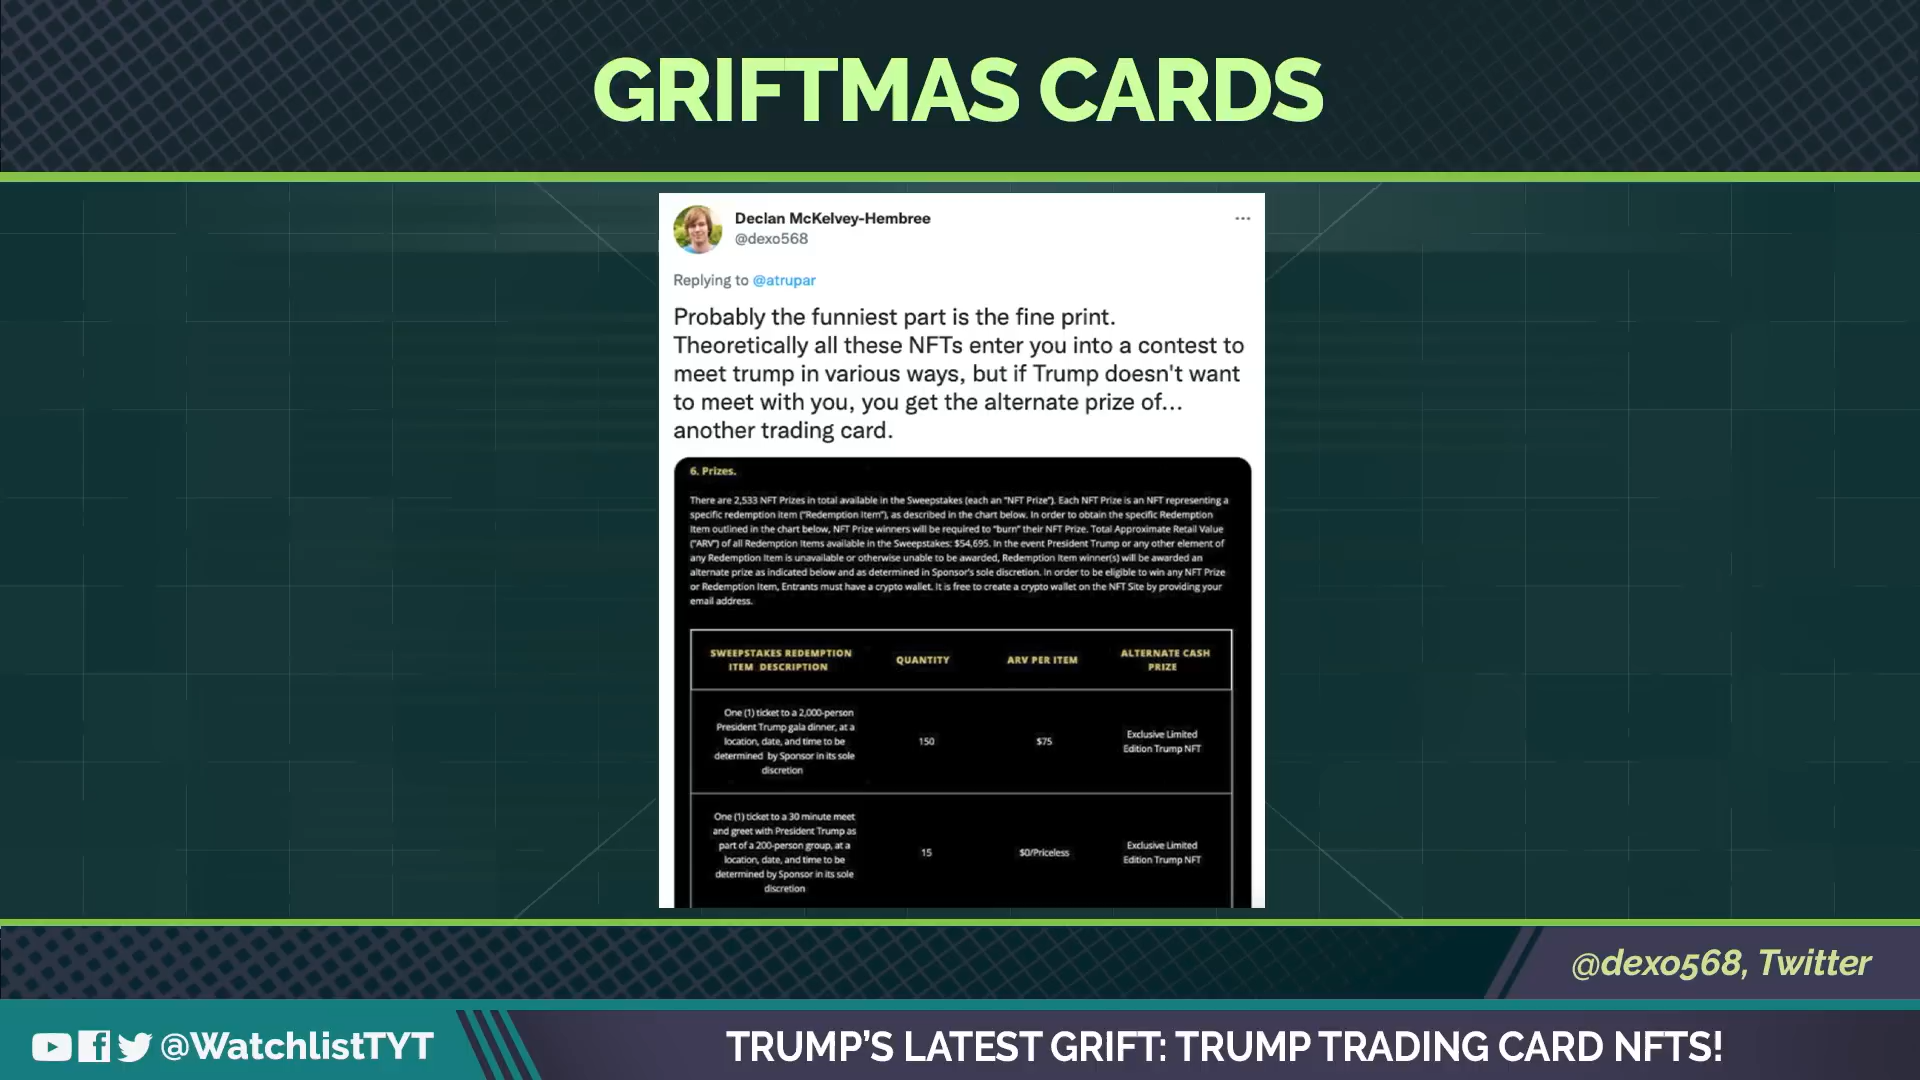 GRIFTMAS CARDS
Declan McKelvey-Hembree
@dexo568
Replying to @atrupar
Probably the funniest part is the fine print.
Theoretically all these NFTs enter you into a contest to
meet trump in various ways, but if Trump doesn't want
to meet with you, you get the alternate prize of...
another trading card.
6. Prizes.
There are 2,533 NFT Prizes in total available in the Sweepstakes (each an "NFT Prize"). Each NFT Prize is an NFT representing a
specific redemption item ("Redemption Item"), as described in the chart below. In order to obtain the specific Redemption
Item outlined in the chart below, NFT Prize winners will be required to "burn" their NFT Prize. Total Approximate Retail Value
("ARV") of all Redemption Items available in the Sweepstakes: $54,695. In the event President Trump or any other element of
any Redemption Item is unavailable or otherwise unable to be awarded, Redemption Item winner(s) will be awarded an
alternate prize as indicated below and as determined in Sponsor's sole discretion. In order to be eligible to win any NFT Prize
or Redemption Item, Entrants must have a crypto wallet. It is free to create a crypto wallet on the NFT Site by providing your
email address.
SWEEPSTAKES REDEMPTION
ITEM DESCRIPTION
QUANTITY
ARV PER ITEM
ALTERNATE CASH
PRIZE
One (1) ticket to a 2,000-person
President Trump gala dinner, at a
location, date, and time to be
determined by Sponsor in its sole
discretion
150
$75
Exclusive Limited
Edition Trump NFT
One (1) ticket to a 30 minute meet
and greet with President Trump as
part of a 200-person group, at a
location, date, and time to be
determined by Sponsor in its sole
discretion
15
$0/Priceless
Exclusive Limited
Edition Trump NFT
@dexo568, Twitter
@WatchlistTYT
TRUMP'S LATEST GRIFT: TRUMP TRADING CARD NFTS!